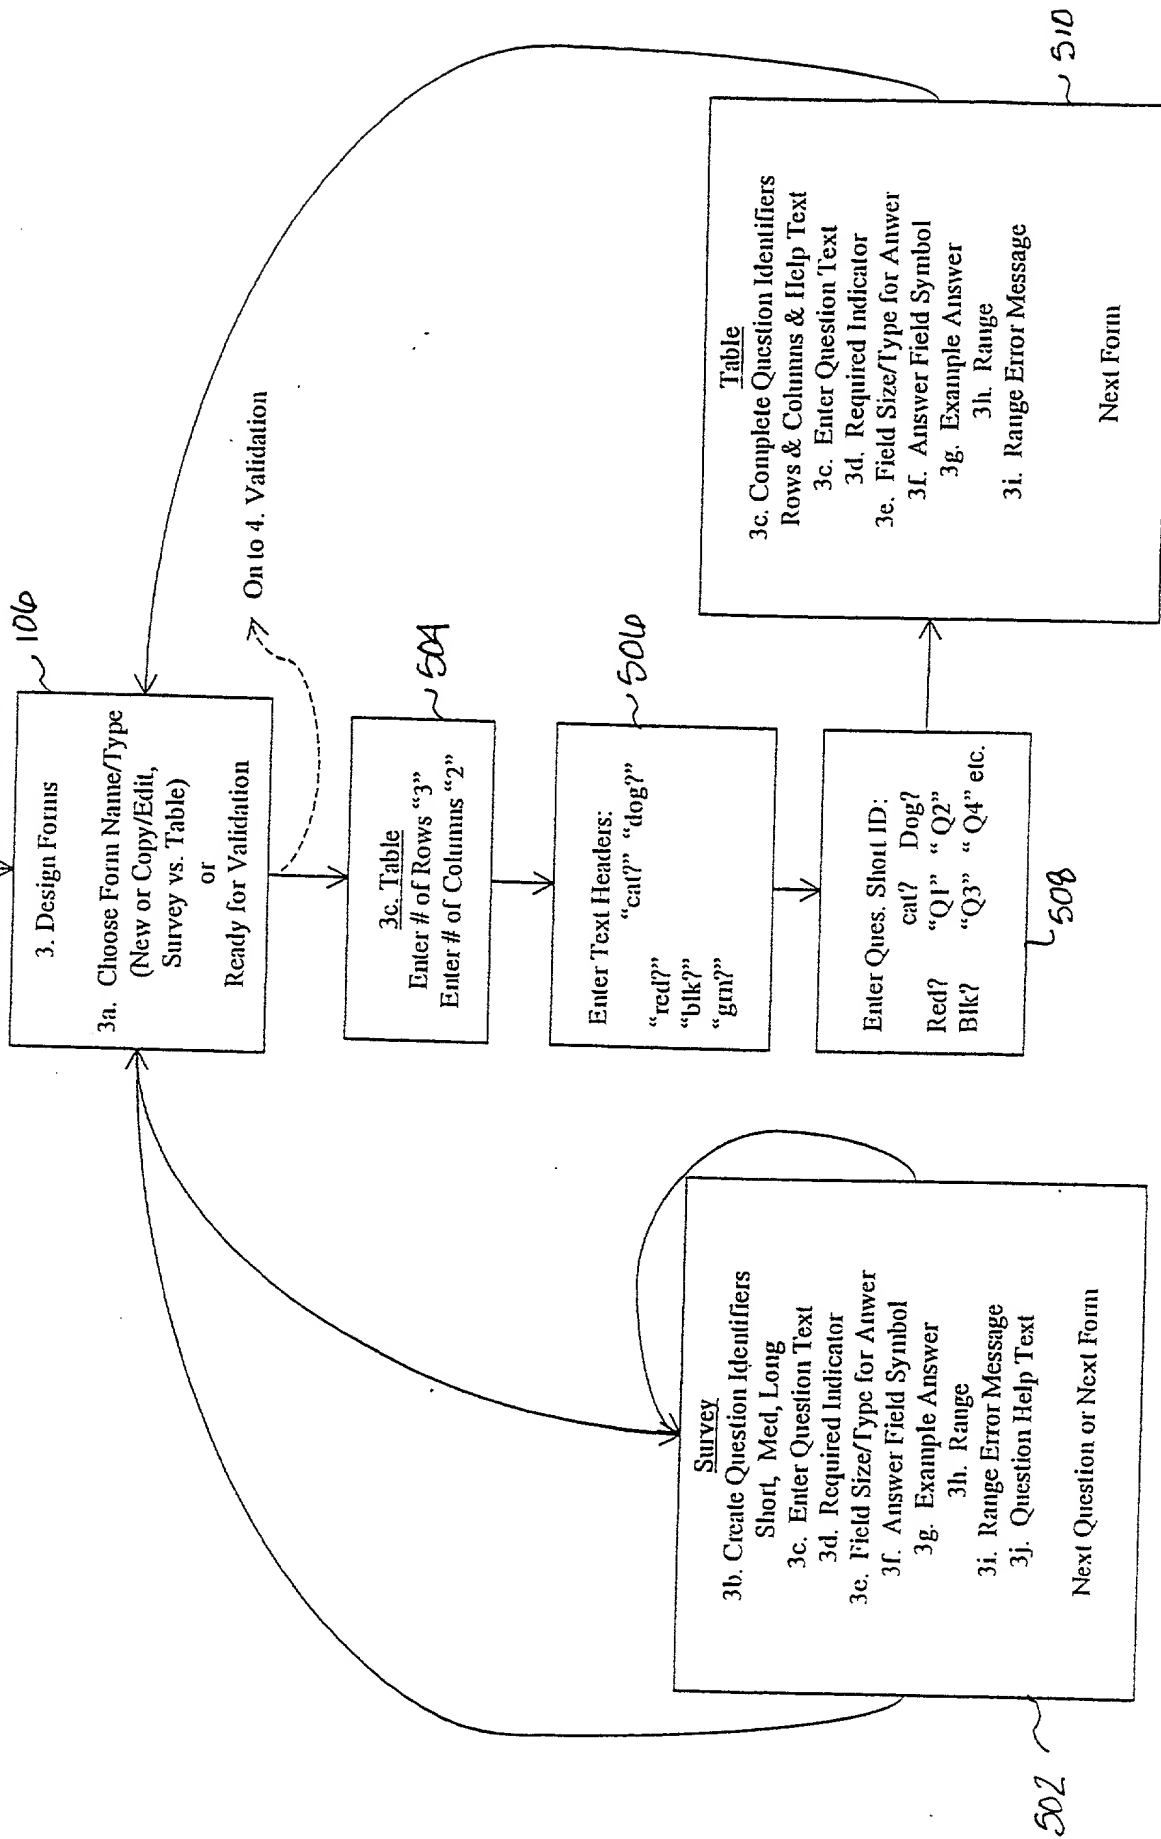 106
3. Design Forms
3a. Choose Form Name/Type
(New or Copy/Edit,
Survey vs. Table)
or
Ready for Validation
On to 4. Validation
504
3c. Table
Enter # of Rows “3”
Enter # of Columns “2”
506
Enter Text Headers:
“cat?” “dog?”
“red?”
“blk?”
“grn?”
Enter Ques. Short ID:
cat? Dog?
Red? “Q1” “Q2”
Blk? “Q3” “Q4” etc.
508
Survey
3b. Create Question Identifiers
Short, Med, Long
3c. Enter Question Text
3d. Required Indicator
3e. Field Size/Type for Anwer
3f. Answer Field Symbol
3g. Example Answer
3h. Range
3i. Range Error Message
3j. Question Help Text
Next Question or Next Form
502
Table
3c. Complete Question Identifiers
Rows & Columns & Help Text
3c. Enter Question Text
3d. Required Indicator
3e. Field Size/Type for Anwer
3f. Answer Field Symbol
3g. Example Answer
3h. Range
3i. Range Error Message
Next Form
510